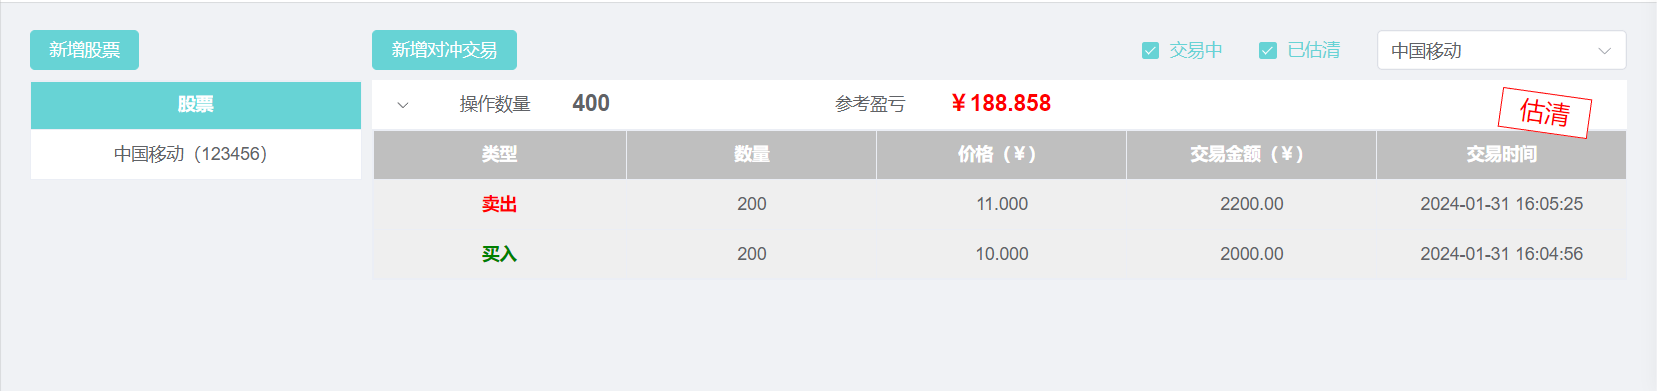 新增股票
新增对冲交易
交易中
已估清
中国移动
股票
中国移动（123456）
操作数量 400 参考盈亏 ¥188.858
估清
类型 数量 价格（¥） 交易金额（¥） 交易时间
卖出 200 11.000 2200.00 2024-01-31 16:05:25
买入 200 10.000 2000.00 2024-01-31 16:04:56